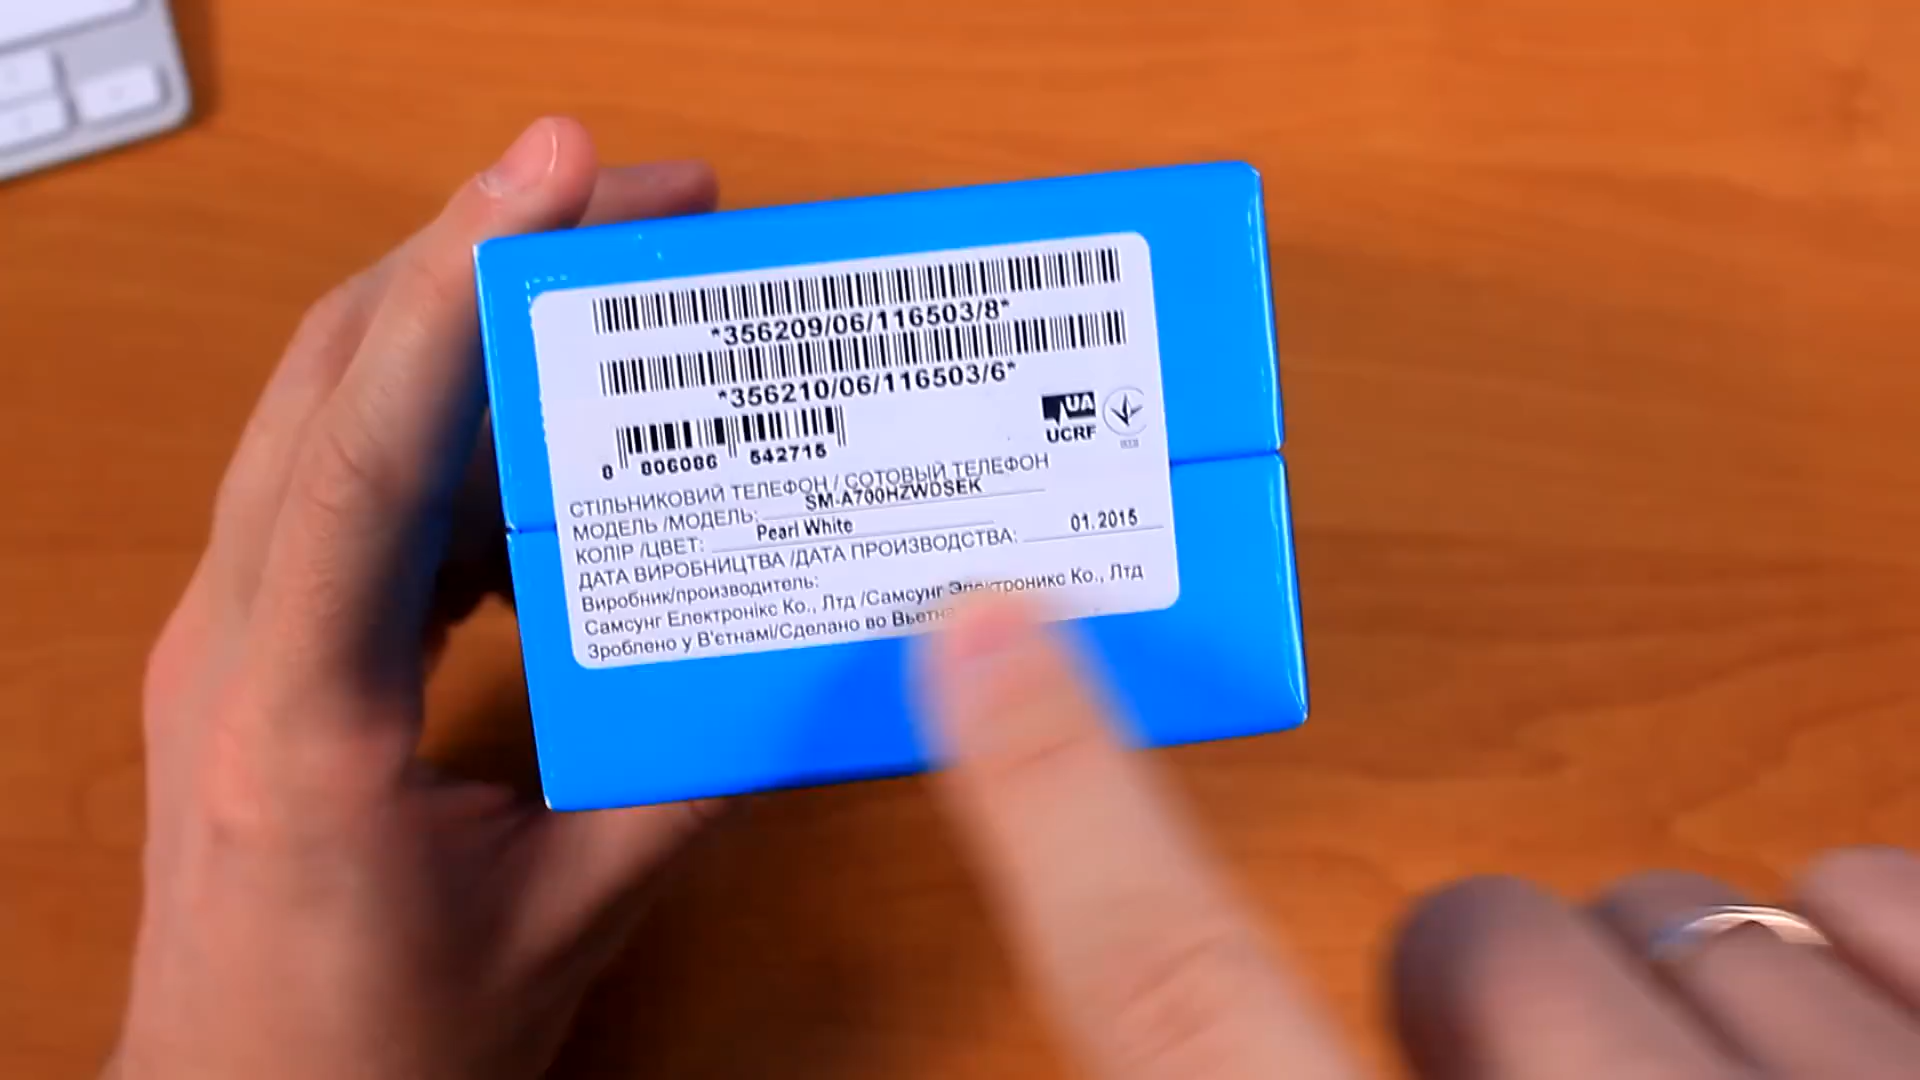 *356209/06/116503/8*
*356210/06/116503/6*
UA
UCRF
8 806086 542715
СТІЛЬНИКОВИЙ ТЕЛЕФОН / СОТОВЫЙ ТЕЛЕФОН
МОДЕЛЬ /МОДЕЛЬ: SM-A700HZWDSEK
КОЛІР /ЦВЕТ: Pearl White
ДАТА ВИРОБНИЦТВА /ДАТА ПРОИЗВОДСТВА: 01.2015
Виробник/производитель:
Самсунг Електронікс Ко., Лтд /Самсунг Электроникс Ко., Лтд
Зроблено у В'єтнамі/Сделано во